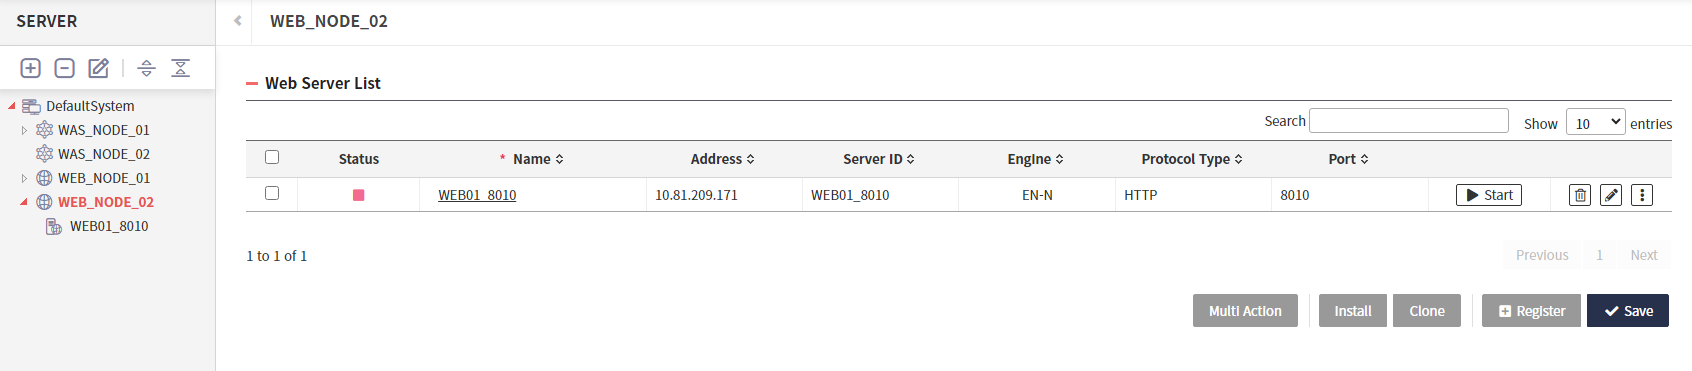 SERVER
WEB_NODE_02
DefaultSystem
WAS_NODE_01
WAS_NODE_02
WEB_NODE_01
WEB_NODE_02
WEB01_8010
Web Server List
Search
Show 10 entries
Status * Name Address Server ID Engine Protocol Type Port
WEB01_8010 10.81.209.171 WEB01_8010 EN-N HTTP 8010 Start
1 to 1 of 1
Previous 1 Next
Multi Action Install Clone Register Save